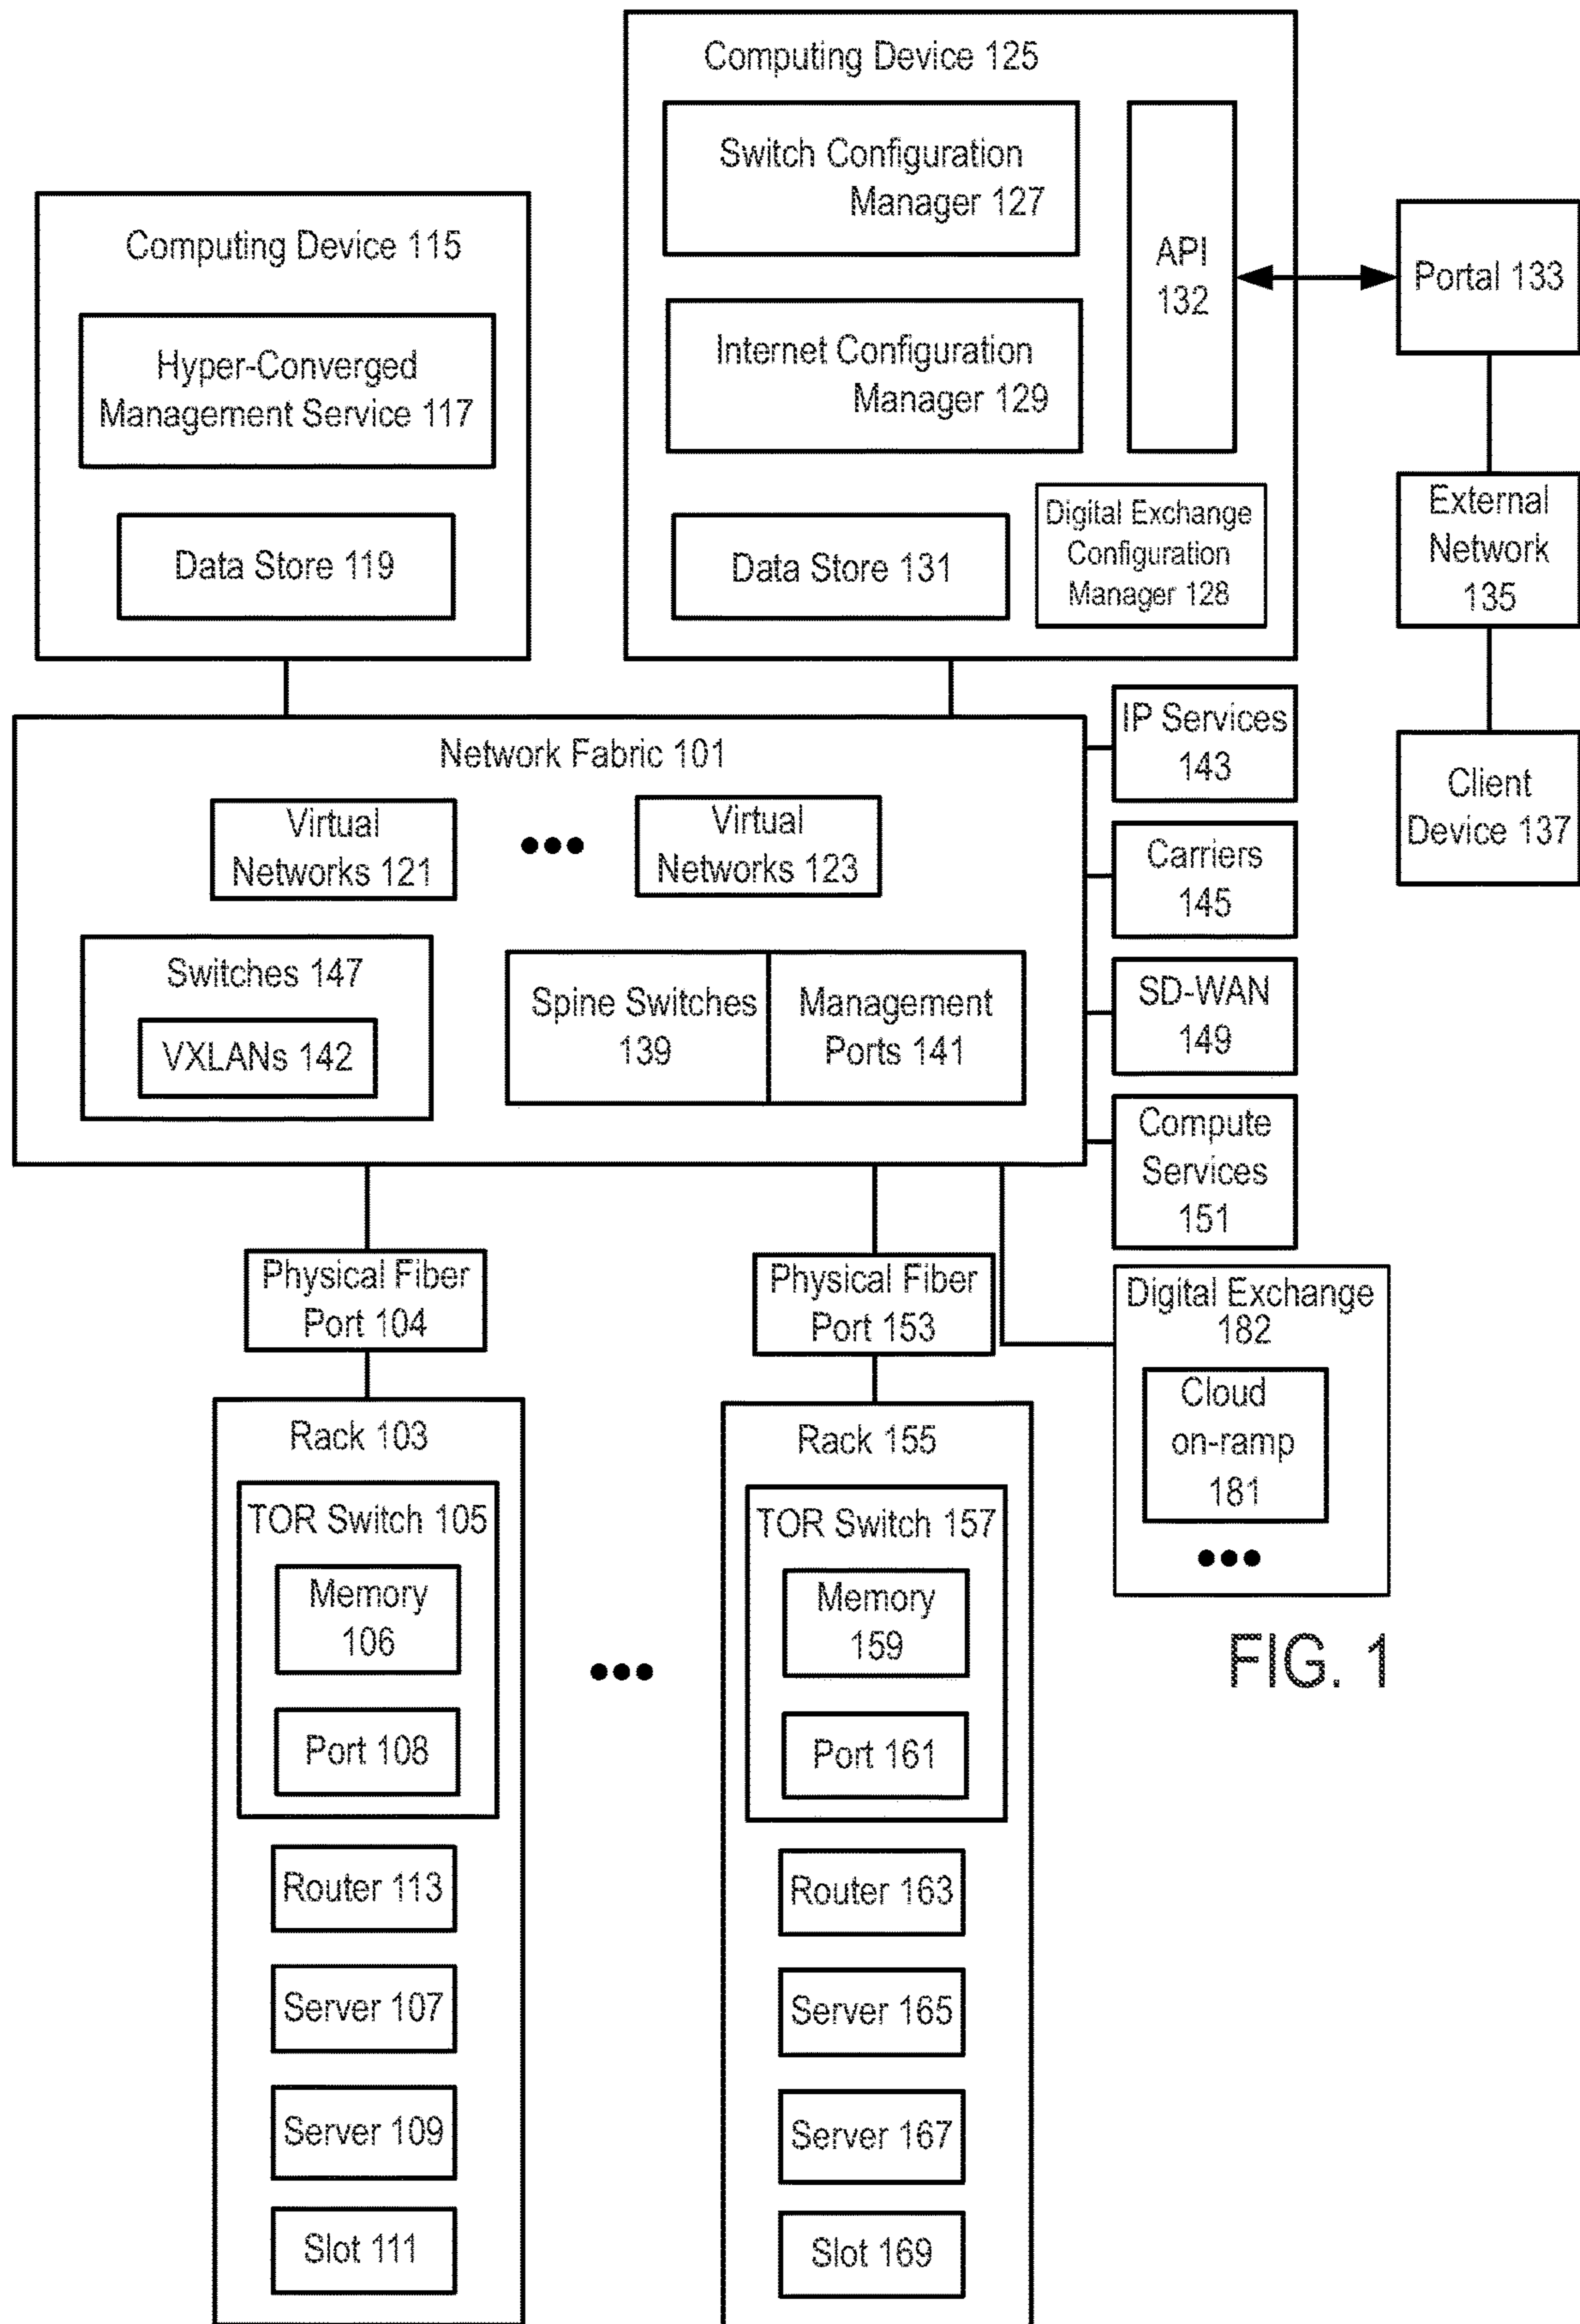 Computing Device 125
Switch Configuration
Manager 127
API
132
Internet Configuration
Manager 129
Data Store 131
Digital Exchange
Configuration
Manager 128
Computing Device 115
Hyper-Converged
Management Service 117
Data Store 119
Portal 133
External
Network
135
Client
Device 137
Network Fabric 101
Virtual
Networks 121
Virtual
Networks 123
Switches 147
VXLANs 142
Spine Switches
139
Management
Ports 141
IP Services
143
Carriers
145
SD-WAN
149
Compute
Services
151
Physical Fiber
Port 104
Physical Fiber
Port 153
Digital Exchange
182
Cloud
on-ramp
181
Rack 103
TOR Switch 105
Memory
106
Port 108
Router 113
Server 107
Server 109
Slot 111
Rack 155
TOR Switch 157
Memory
159
Port 161
Router 163
Server 165
Server 167
Slot 169
FIG. 1